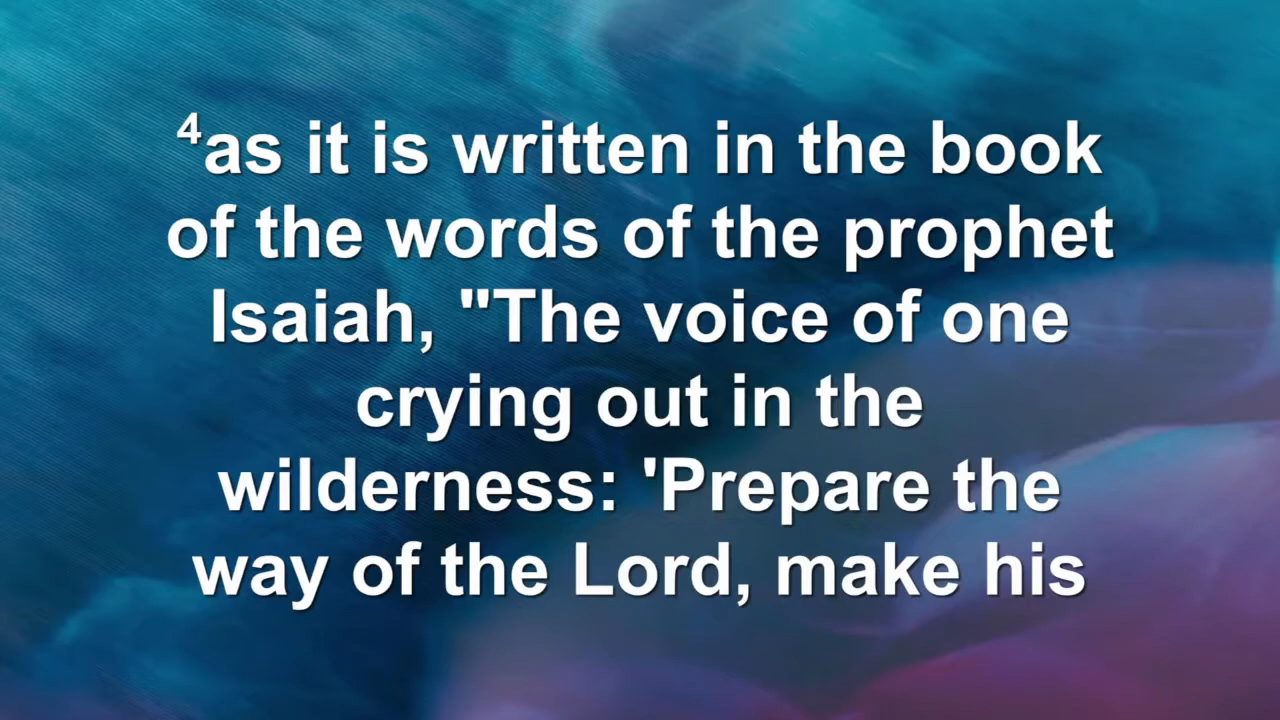 ⁴as it is written in the book
of the words of the prophet
Isaiah, "The voice of one
crying out in the
wilderness: 'Prepare the
way of the Lord, make his